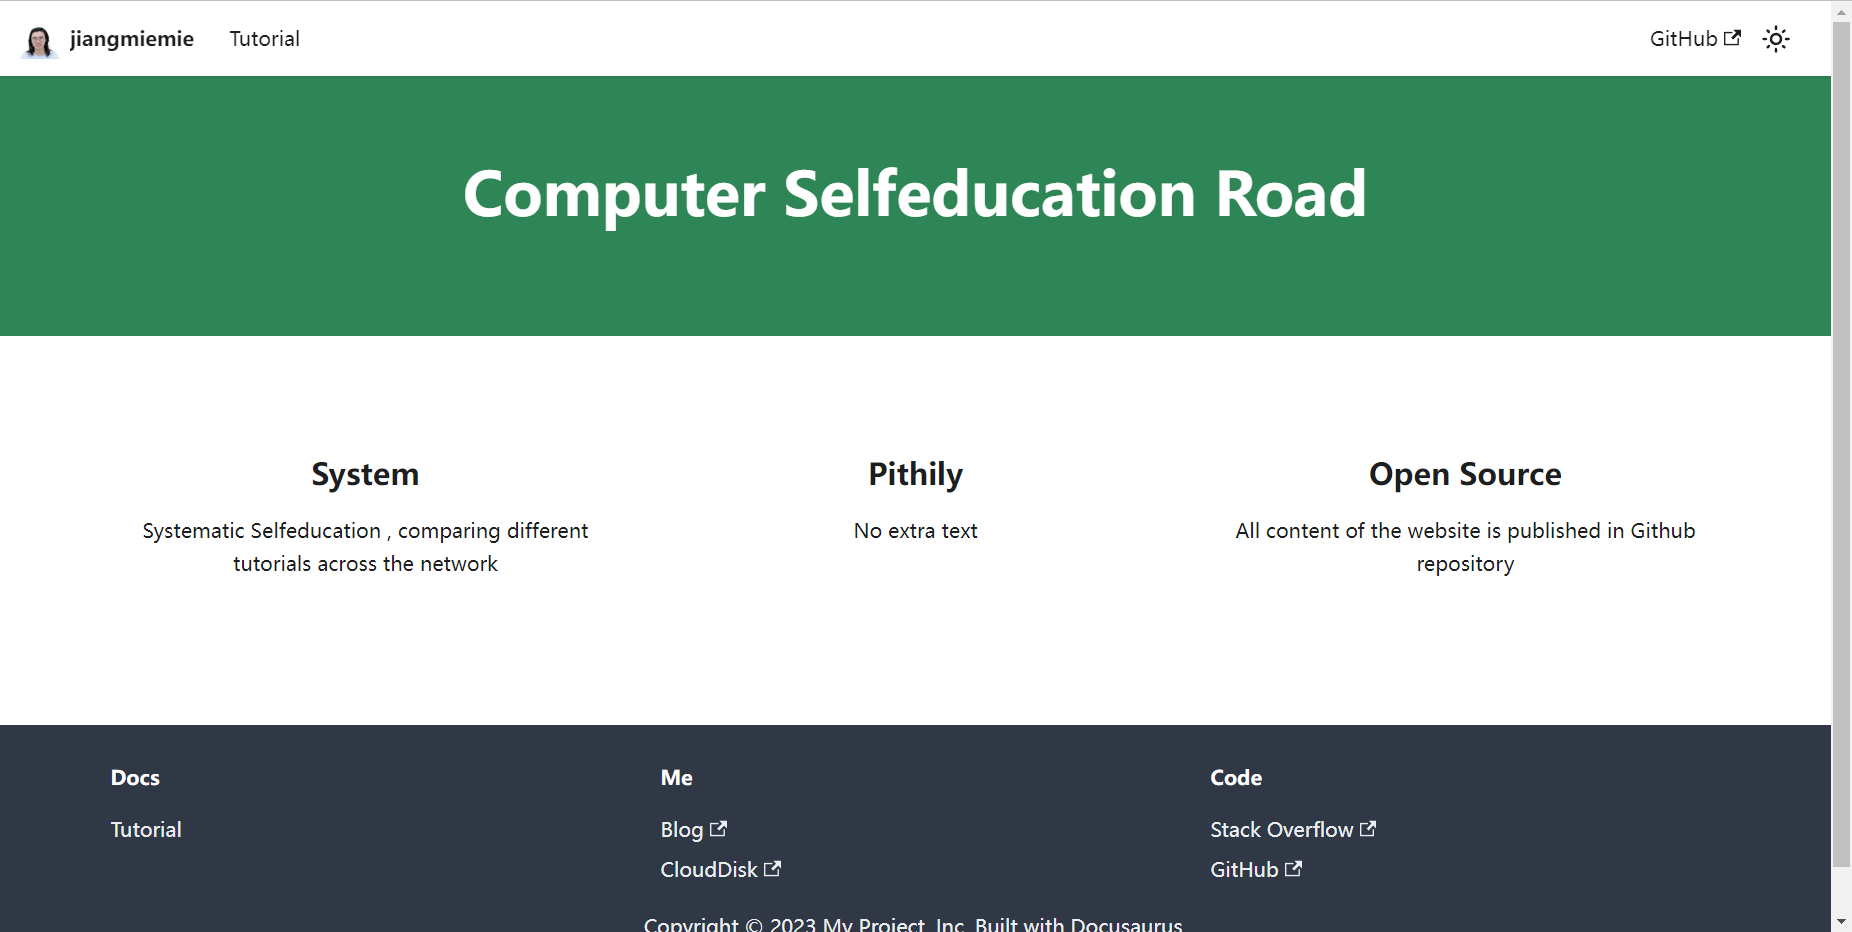 jiangmiemie Tutorial GitHub
Computer Selfeducation Road
System
Systematic Selfeducation , comparing different
tutorials across the network
Pithily
No extra text
Open Source
All content of the website is published in Github
repository
Docs
Tutorial
Me
Blog
CloudDisk
Code
Stack Overflow
GitHub
Copyright © 2023 My Project, Inc. Built with Docusaurus